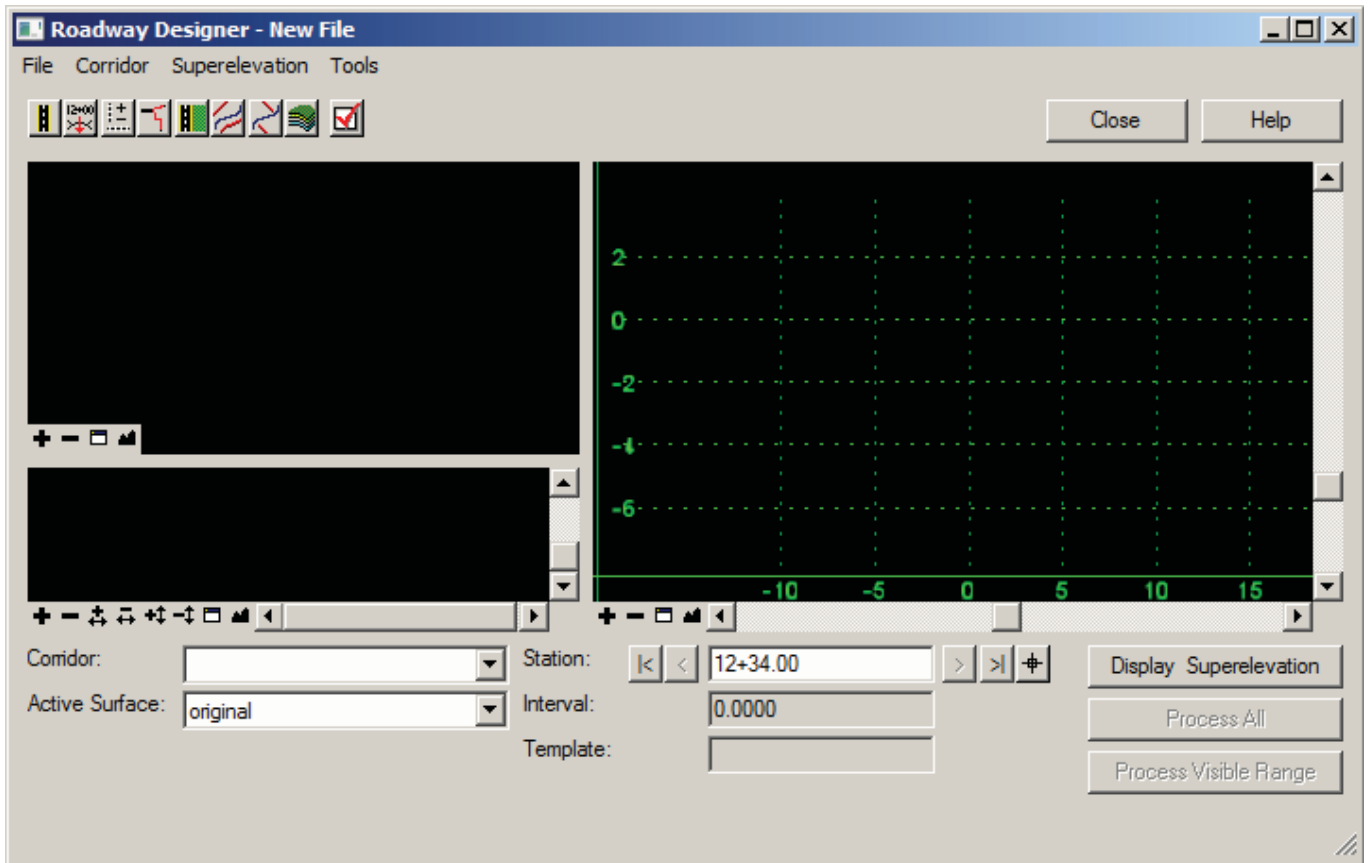 Roadway Designer - New File
File Corridor Superelevation Tools
12+00
Close Help
2
0
-2
-4
-6
-10 -5 0 5 10 15
Corridor:
Station: |< < 12+34.00 > >|
Display Superelevation
Active Surface: original
Interval: 0.0000
Process All
Template:
Process Visible Range